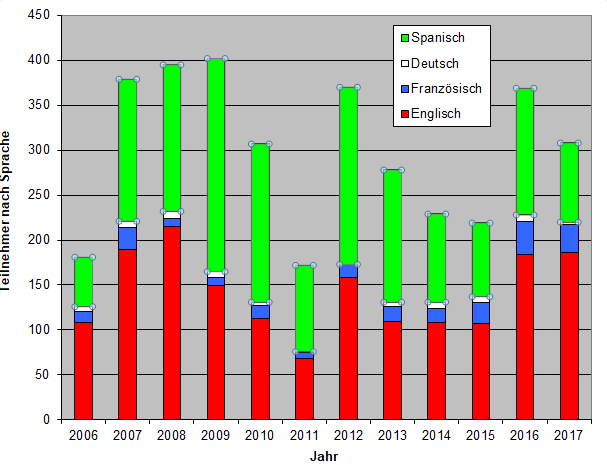 450
400
350
300
250
200
150
100
50
0
Teilnehmer nach Sprache
Spanisch
Deutsch
Französisch
Englisch
2006 2007 2008 2009 2010 2011 2012 2013 2014 2015 2016 2017
Jahr